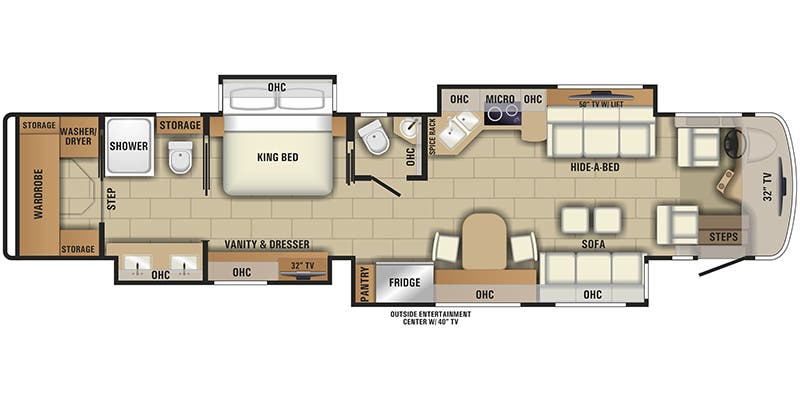 OHC
OHC
MICRO
OHC
50" TV W/ LIFT
STORAGE
WASHER/
DRYER
STORAGE
SHOWER
KING BED
OHC
SPICE RACK
HIDE-A-BED
WARDROBE
STEP
32" TV
STORAGE
VANITY & DRESSER
SOFA
STEPS
OHC
OHC
32" TV
PANTRY
FRIDGE
OHC
OHC
OUTSIDE ENTERTAINMENT
CENTER W/ 40" TV